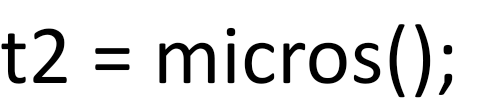 t2 = micros();